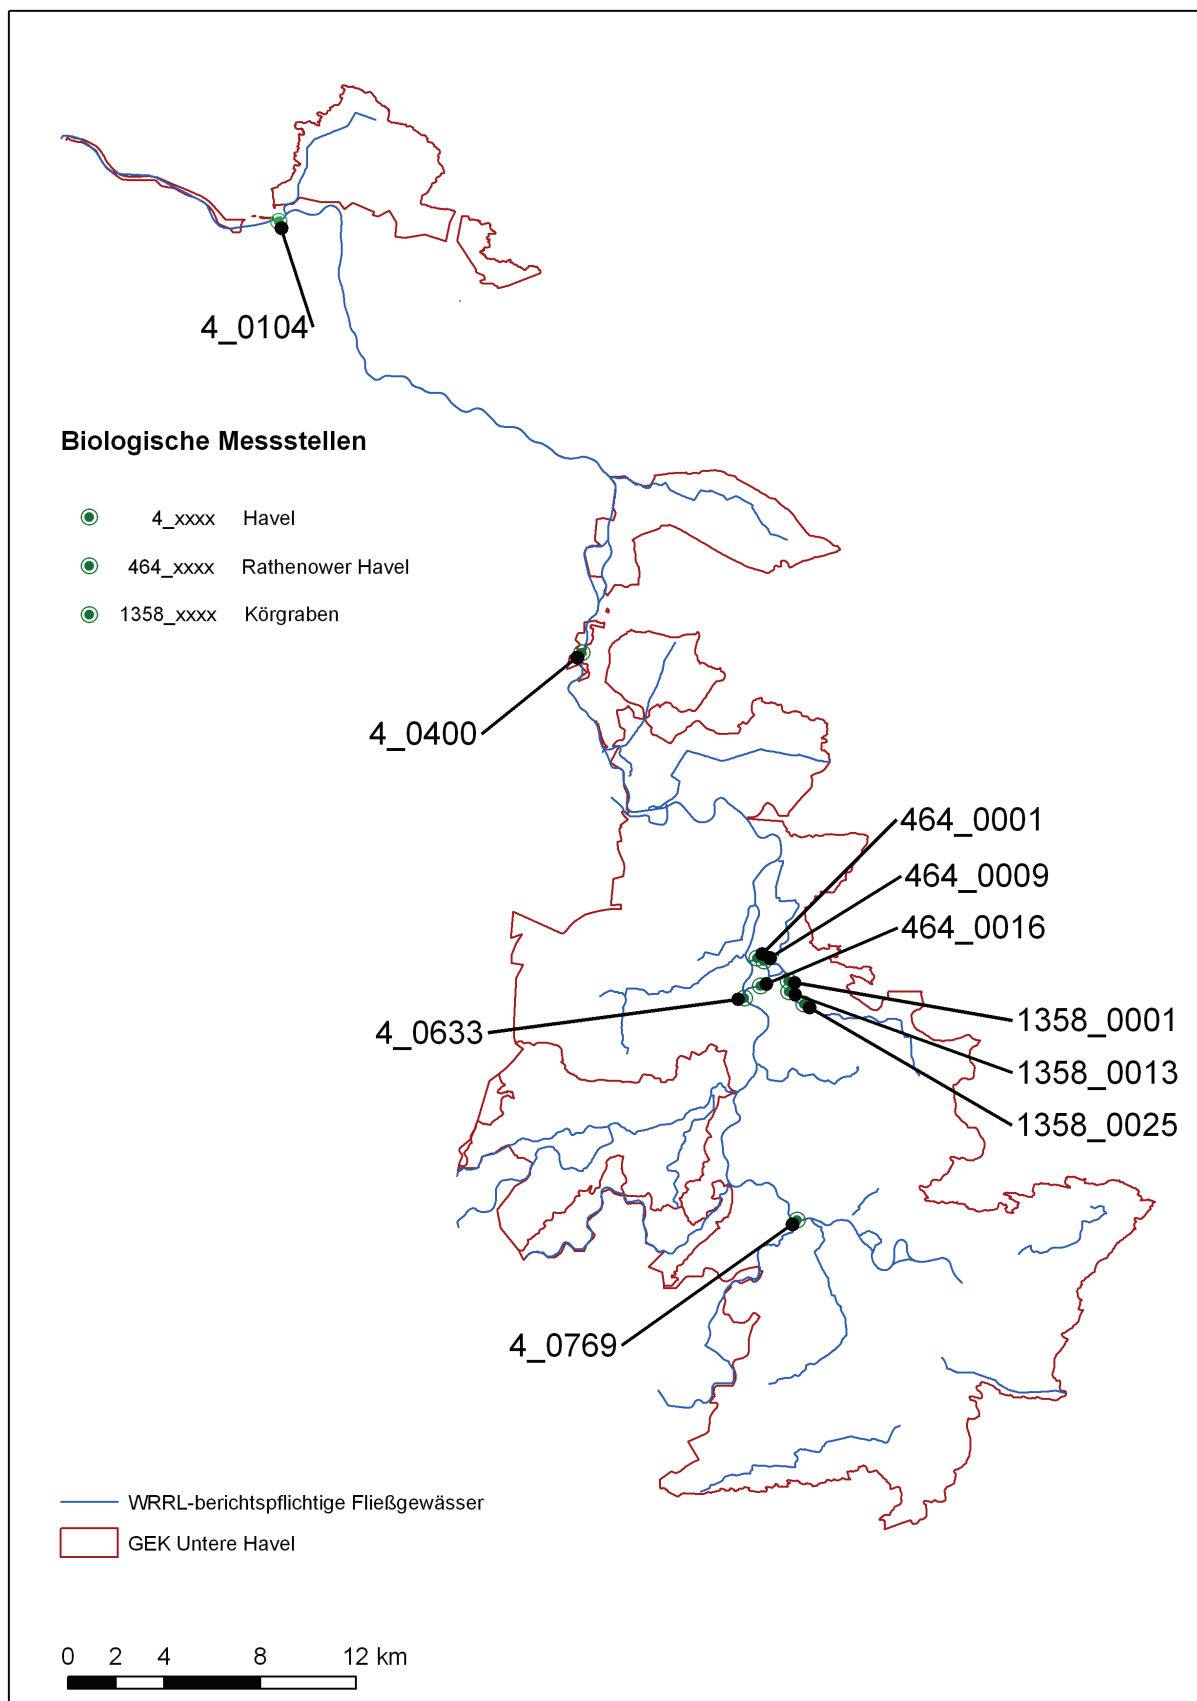 4_0104
Biologische Messstellen
4_xxxx Havel
464_xxxx Rathenower Havel
1358_xxxx Körgraben
4_0400
464_0001
464_0009
464_0016
4_0633
1358_0001
1358_0013
1358_0025
4_0769
WRRL-berichtspflichtige Fließgewässer
GEK Untere Havel
0 2 4 8 12 km